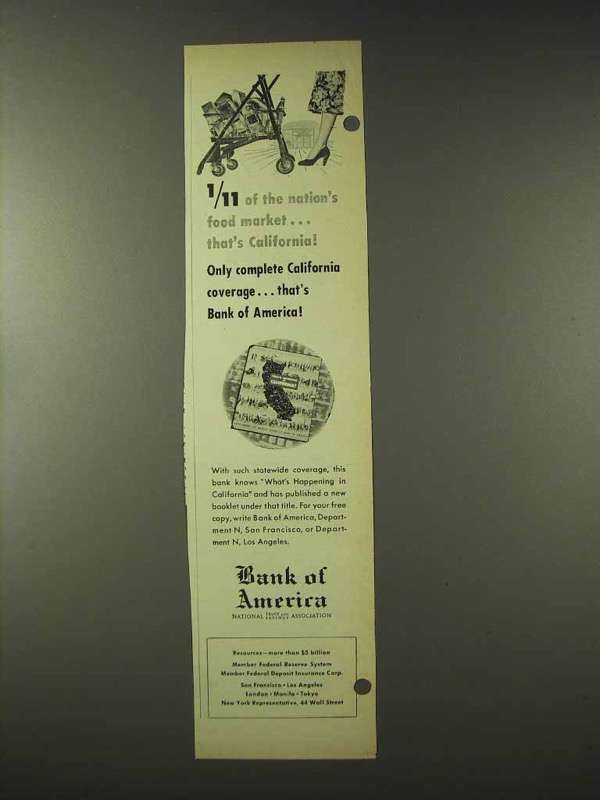 1/11 of the nation's
food market...
that's California!
Only complete California
coverage...that's
Bank of America!
With such statewide coverage, this
bank knows "What's Happening in
California" and has published a new
booklet under that title. For your free
copy, write Bank of America, Depart-
ment N, San Francisco, or Depart-
ment N, Los Angeles.
Bank of
America
NATIONAL TRUST AND SAVINGS ASSOCIATION
Resources—more than $5 billion
Member Federal Reserve System
Member Federal Deposit Insurance Corp.
San Francisco • Los Angeles
London • Manila • Tokyo
New York Representative, 44 Wall Street